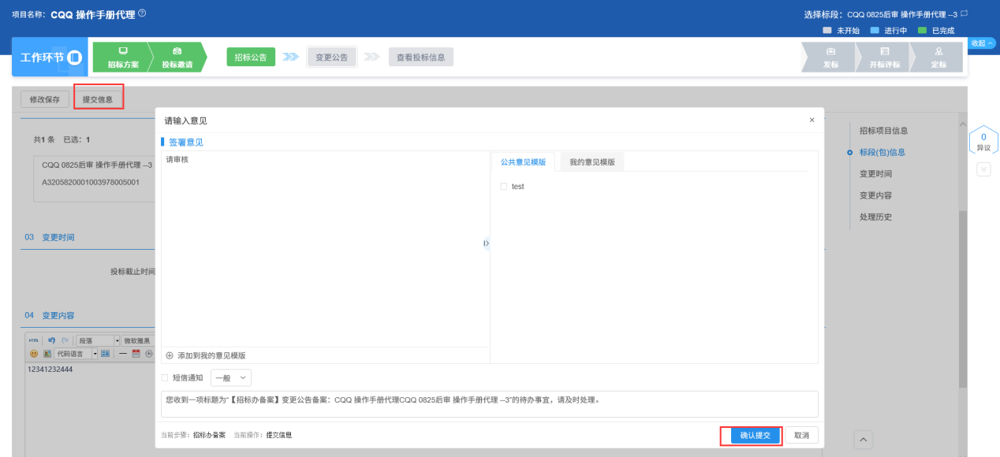 项目名称：CQQ 操作手册代理
选择标段：CQQ 0825后审 操作手册代理 –3
未开始 进行中 已完成
收起
工作环节
招标方案
投标邀请
招标公告
变更公告
查看投标信息
发标
开标评标
定标
修改保存
提交信息
共1 条 已选：1
CQQ 0825后审 操作手册代理 –3
A3205820001003978005001
03 变更时间
投标截止时间
04 变更内容
HTML 段落 微软雅黑
代码语言
12341232444
请输入意见
×
签署意见
请审核
公共意见模版
我的意见模版
test
添加到我的意见模版
短信通知 一般
您收到一项标题为"【招标办备案】变更公告备案：CQQ 操作手册代理CQQ 0825后审 操作手册代理 –3"的待办事宜，请及时处理。
当前步骤：招标办备案 当前操作：提交信息
确认提交
取消
招标项目信息
标段(包)信息
变更时间
变更内容
处理历史
0
异议